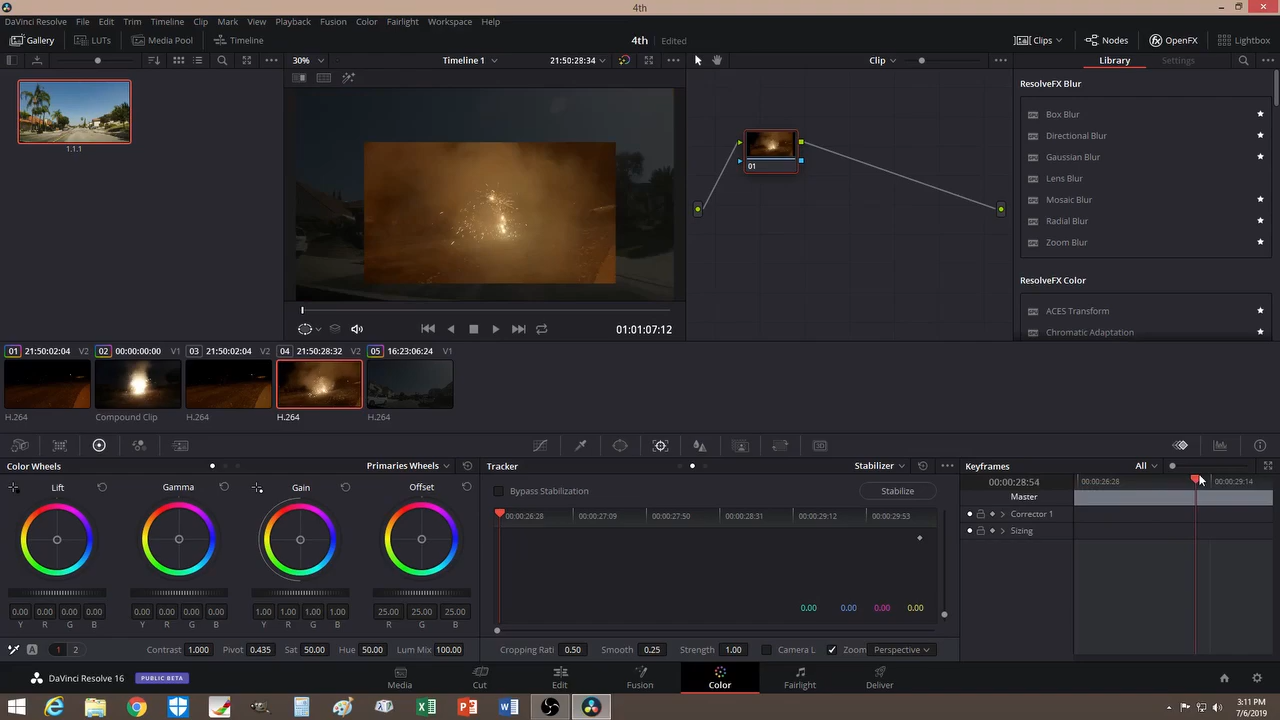 4th
DaVinci Resolve File Edit Trim Timeline Clip Mark View Playback Fusion Color Fairlight Workspace Help
Gallery LUTs Media Pool Timeline 4th Edited Clips Nodes OpenFX Lightbox
30% Timeline 1 21:50:28:34 Clip Library Settings
ResolveFX Blur
Box Blur
Directional Blur
Gaussian Blur
Lens Blur
Mosaic Blur
Radial Blur
Zoom Blur
ResolveFX Color
ACES Transform
Chromatic Adaptation
1.1.1
01
01:01:07:12
01 21:50:02:04 V2 02 00:00:00:00 V1 03 21:50:02:04 V2 04 21:50:28:32 V2 05 16:23:06:24 V1
H.264 Compound Clip H.264 H.264 H.264
Color Wheels Primaries Wheels Tracker Stabilizer Keyframes All
Lift Gamma Gain Offset
Bypass Stabilization Stabilize
00:00:28:54 00:00:26:28 00:00:29:14
Master
Corrector 1
Sizing
00:00:26:28 00:00:27:09 00:00:27:50 00:00:28:31 00:00:29:12 00:00:29:53
0.00 0.00 0.00 0.00
0.00 0.00 0.00 0.00 0.00 0.00 0.00 0.00 1.00 1.00 1.00 1.00 25.00 25.00 25.00
Y R G B Y R G B Y R G B R G B
A 1 2 Contrast 1.000 Pivot 0.435 Sat 50.00 Hue 50.00 Lum Mix 100.00 Cropping Rati 0.50 Smooth 0.25 Strength 1.00 Camera L Zoom Perspective
DaVinci Resolve 16 PUBLIC BETA
Media Cut Edit Fusion Color Fairlight Deliver
3:11 PM
7/6/2019